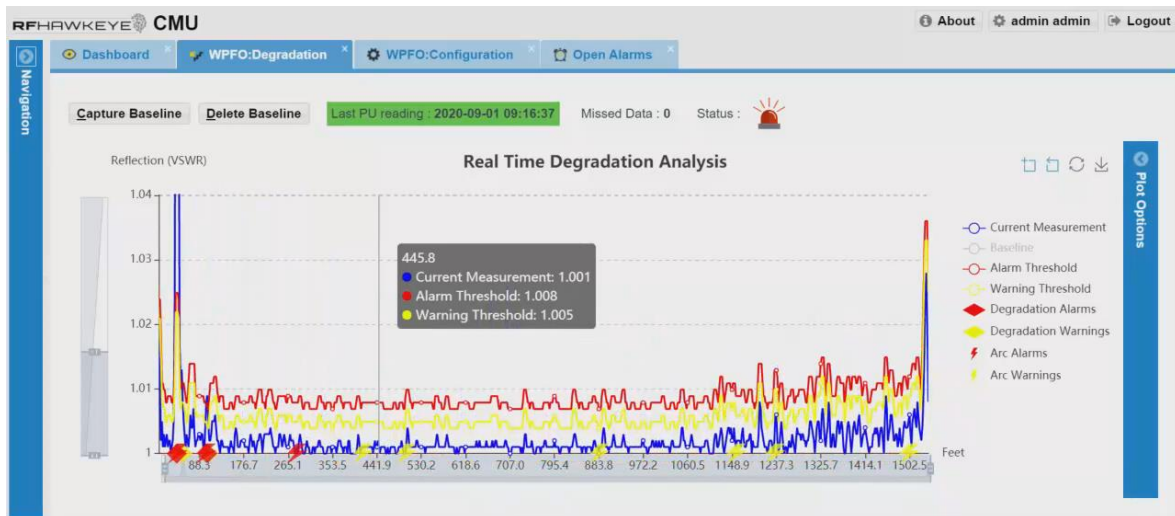 RFHAWKEYE CMU
About admin admin Logout
Navigation
Dashboard WPFO:Degradation WPFO:Configuration Open Alarms
Capture Baseline Delete Baseline Last PU reading : 2020-09-01 09:16:37 Missed Data : 0 Status :
Reflection (VSWR) Real Time Degradation Analysis
Plot Options
1.04
1.03
1.02
1.01
1
445.8
Current Measurement: 1.001
Alarm Threshold: 1.008
Warning Threshold: 1.005
Current Measurement
Baseline
Alarm Threshold
Warning Threshold
Degradation Alarms
Degradation Warnings
Arc Alarms
Arc Warnings
88.3 176.7 265.1 353.5 441.9 530.2 618.6 707.0 795.4 883.8 972.2 1060.5 1148.9 1237.3 1325.7 1414.1 1502.5 Feet